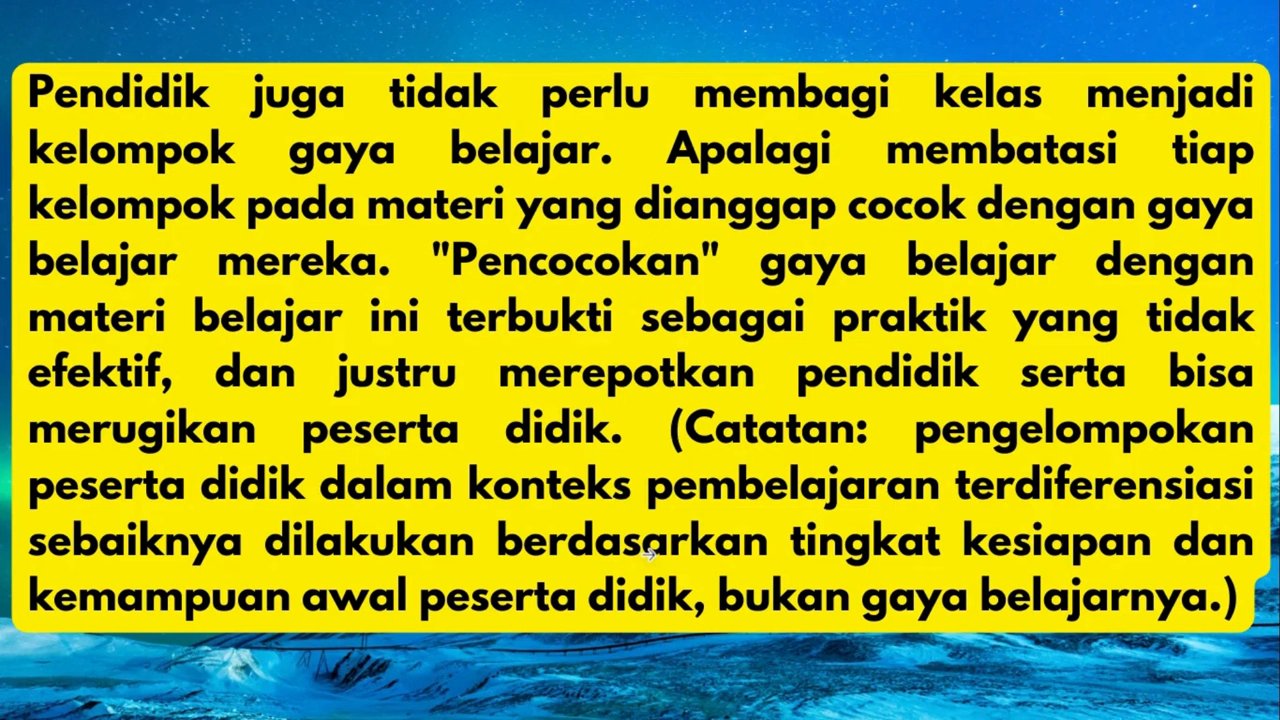 Pendidik juga tidak perlu membagi kelas menjadi
kelompok gaya belajar. Apalagi membatasi tiap
kelompok pada materi yang dianggap cocok dengan gaya
belajar mereka. "Pencocokan" gaya belajar dengan
materi belajar ini terbukti sebagai praktik yang tidak
efektif, dan justru merepotkan pendidik serta bisa
merugikan peserta didik. (Catatan: pengelompokan
peserta didik dalam konteks pembelajaran terdiferensiasi
sebaiknya dilakukan berdasarkan tingkat kesiapan dan
kemampuan awal peserta didik, bukan gaya belajarnya.)